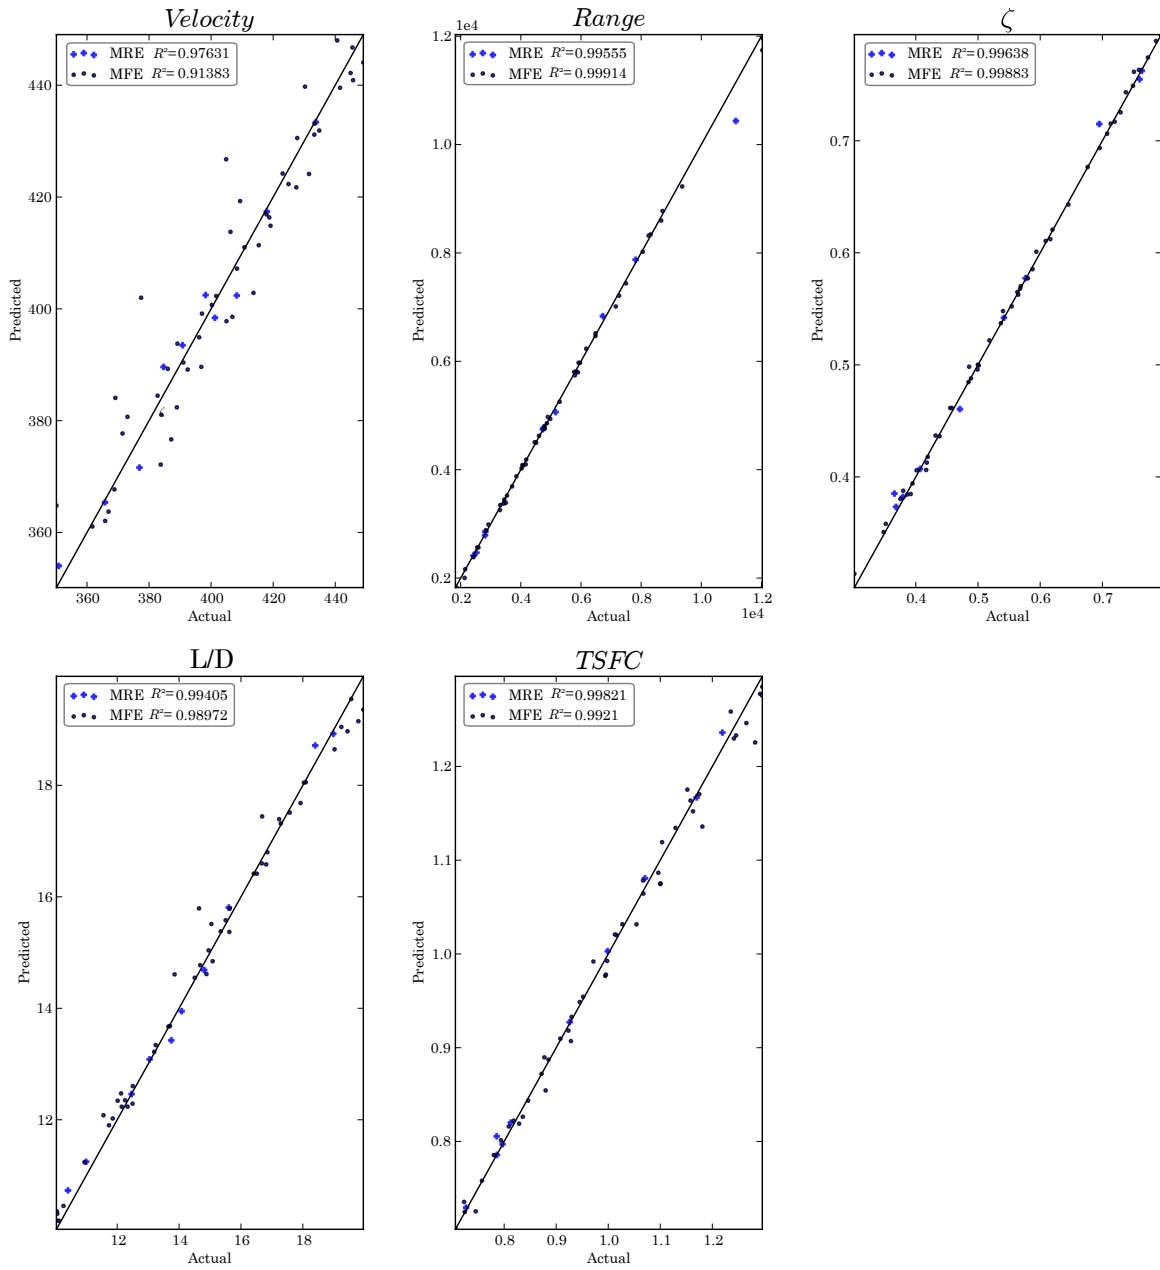 Velocity
MRE R²=0.97631
MFE R²=0.91383
440
420
400
380
360
Predicted
360 380 400 420 440
Actual
Range
1e4
MRE R²=0.99555
MFE R²=0.99914
1.2
1.0
0.8
0.6
0.4
0.2
Predicted
0.2 0.4 0.6 0.8 1.0 1.2
1e4
Actual
ζ
MRE R²=0.99638
MFE R²=0.99883
0.7
0.6
0.5
0.4
Predicted
0.4 0.5 0.6 0.7
Actual
L/D
MRE R²=0.99405
MFE R²=0.98972
18
16
14
12
Predicted
12 14 16 18
Actual
TSFC
MRE R²=0.99821
MFE R²=0.9921
1.2
1.1
1.0
0.9
0.8
Predicted
0.8 0.9 1.0 1.1 1.2
Actual